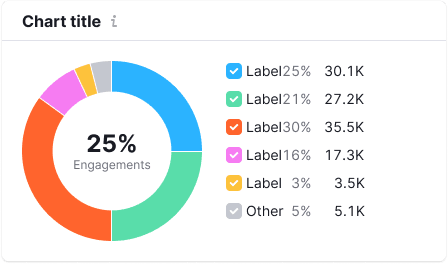 Chart title
25%
Engagements
Label 25% 30.1K
Label 21% 27.2K
Label 30% 35.5K
Label 16% 17.3K
Label 3% 3.5K
Other 5% 5.1K